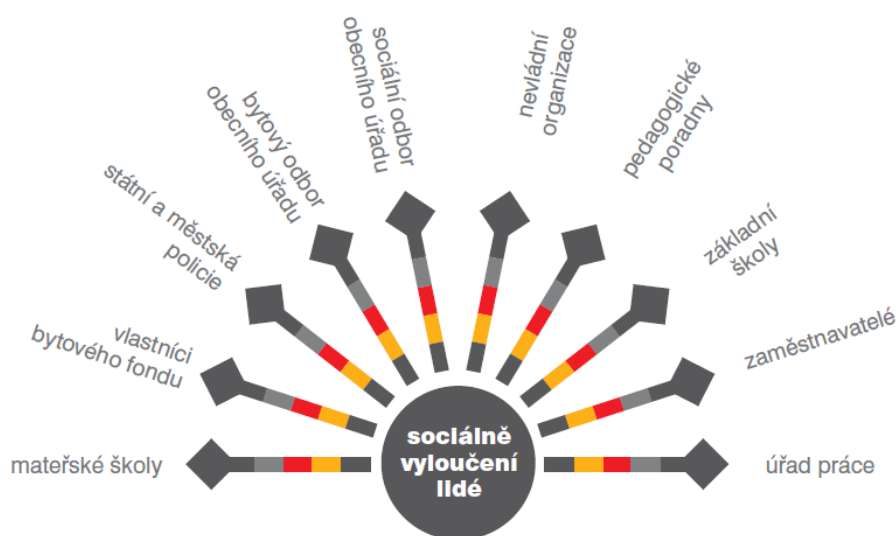 mateřské školy
vlastníci
bytového fondu
státní a městská
policie
bytový odbor
obecního úřadu
sociální odbor
obecního úřadu
nevládní
organizace
pedagogické
poradny
základní
školy
zaměstnavatelé
úřad práce
sociálně
vyloučení
lidé